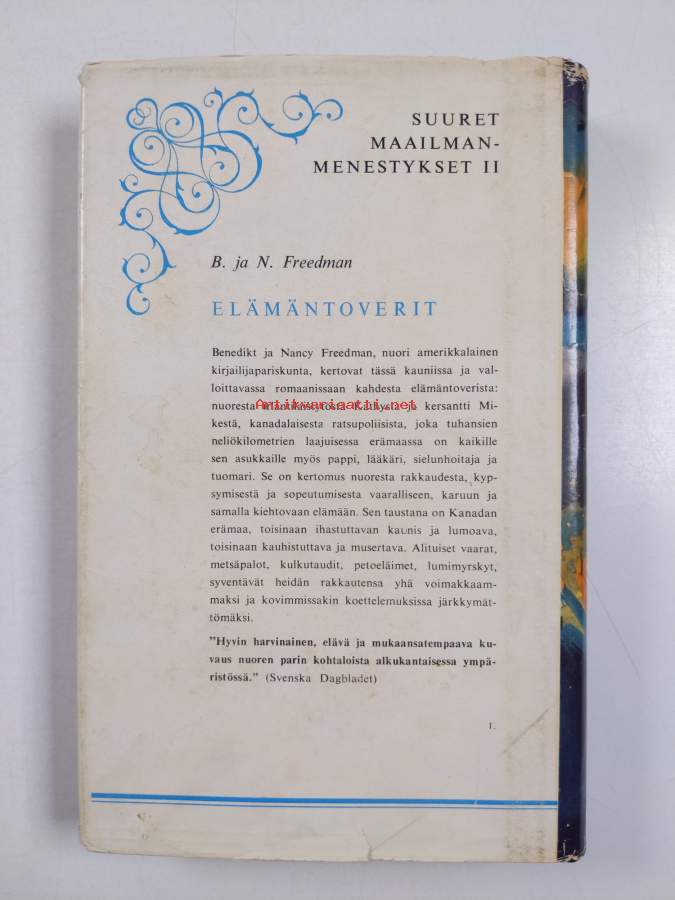 SUURET
MAAILMAN-
MENESTYKSET II
B. ja N. Freedman
ELÄMÄNTOVERIT
Benedikt ja Nancy Freedman, nuori amerikkalainen
kirjailijapariskunta, kertovat tässä kauniissa ja val-
loittavassa romaanissaan kahdesta elämäntoverista:
nuoresta irlantilaistytöstä Kathystä ja kersantti Mi-
Antikvariaatti.net
kestä, kanadalaisesta ratsupoliisista, joka tuhansien
neliökilometrien laajuisessa erämaassa on kaikille
sen asukkaille myös pappi, lääkäri, sielunhoitaja ja
tuomari. Se on kertomus nuoresta rakkaudesta, kyp-
symisestä ja sopeutumisesta vaaralliseen, karuun ja
samalla kiehtovaan elämään. Sen taustana on Kanadan
erämaa, toisinaan ihastuttavan kaunis ja lumoava,
toisinaan kauhistuttava ja musertava. Alituiset vaarat,
metsäpalot, kulkutaudit, petoeläimet, lumimyrskyt,
syventävät heidän rakkautensa yhä voimakkaam-
maksi ja kovimmissakin koettelemuksissa järkkymät-
tömäksi.
"Hyvin harvinainen, elävä ja mukaansatempaava ku-
vaus nuoren parin kohtaloista alkukantaisessa ympä-
ristössä." (Svenska Dagbladet)
1.